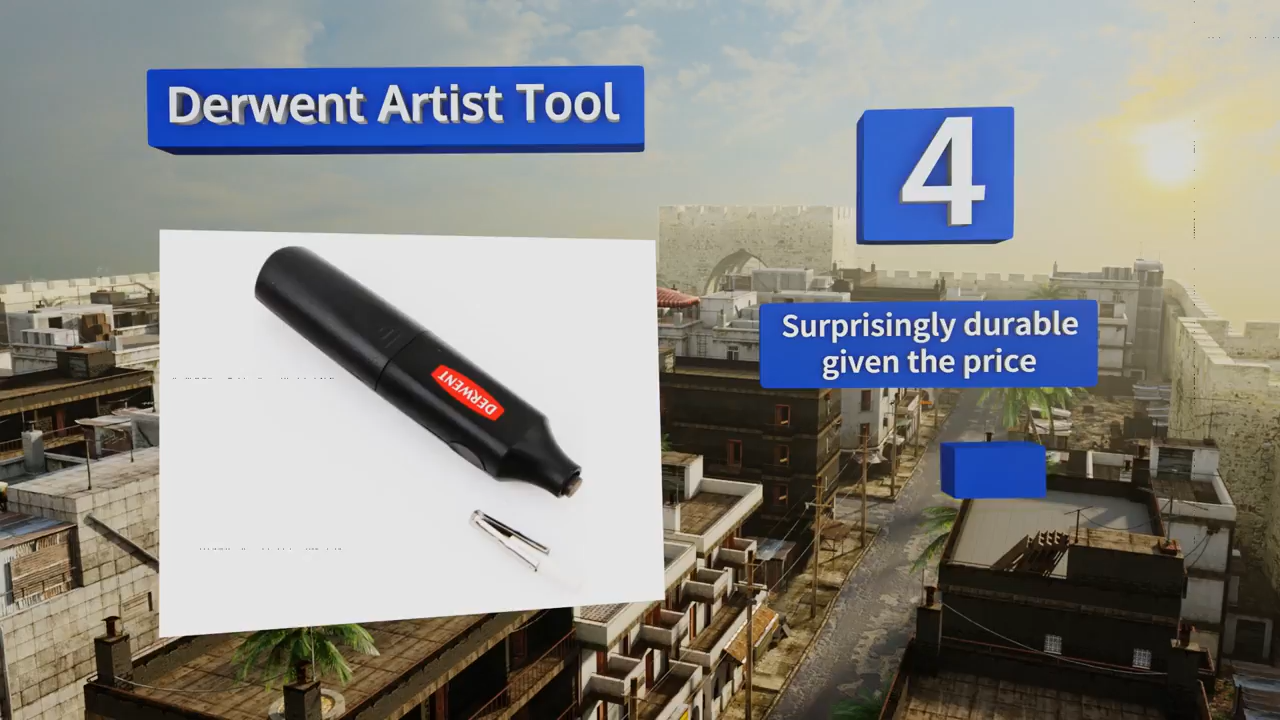 Derwent Artist Tool
4
Surprisingly durable
given the price
DERWENT